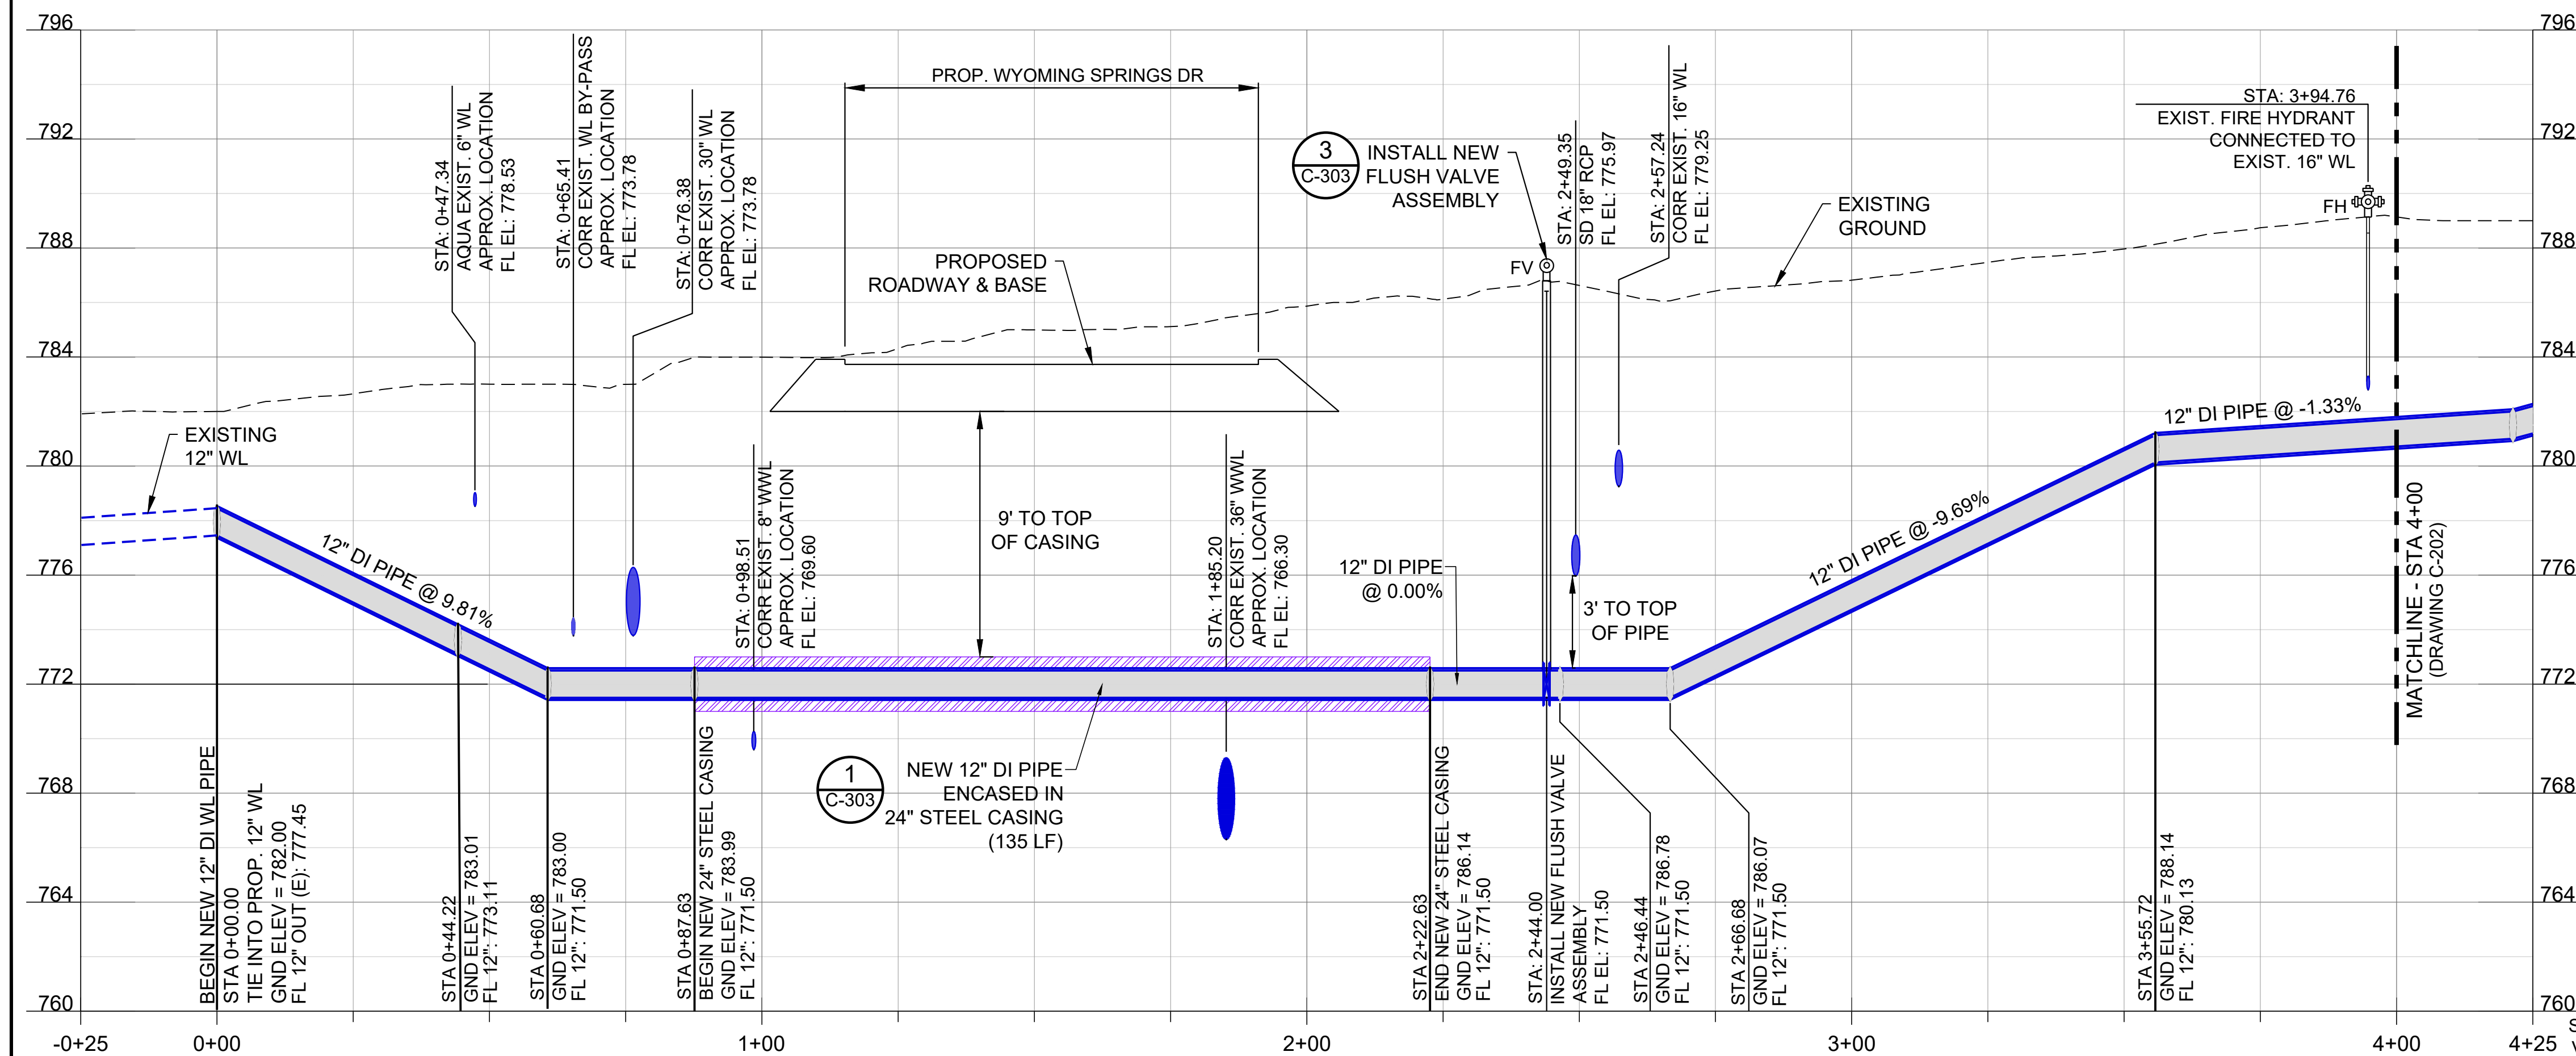 796
792
788
784
780
776
772
768
764
760
796
792
788
784
780
776
772
768
764
760
-0+25
0+00
1+00
2+00
3+00
4+00
4+25
STA: 0+47.34
AQUA EXIST. 6" WL
APPROX. LOCATION
FL EL: 778.53
STA: 0+65.41
CORR EXIST. WL BY-PASS
APPROX. LOCATION
FL EL: 773.78
STA: 0+76.38
CORR EXIST. 30" WL
APPROX. LOCATION
FL EL: 773.78
PROP. WYOMING SPRINGS DR
PROPOSED
ROADWAY & BASE
3
C-303
INSTALL NEW
FLUSH VALVE
ASSEMBLY
FV
STA: 2+49.35
SD 18" RCP
FL EL: 775.97
STA: 2+57.24
CORR EXIST. 16" WL
FL EL: 779.25
EXISTING
GROUND
STA: 3+94.76
EXIST. FIRE HYDRANT
CONNECTED TO
EXIST. 16" WL
FH
EXISTING
12" WL
12" DI PIPE @ 9.81%
STA: 0+98.51
CORR EXIST. 8" WWL
APPROX. LOCATION
FL EL: 769.60
9' TO TOP
OF CASING
STA: 1+85.20
CORR EXIST. 36" WWL
APPROX. LOCATION
FL EL: 766.30
12" DI PIPE
@ 0.00%
3' TO TOP
OF PIPE
12" DI PIPE @ -9.69%
12" DI PIPE @ -1.33%
MATCHLINE - STA 4+00
(DRAWING C-202)
1
C-303
NEW 12" DI PIPE
ENCASED IN
24" STEEL CASING
(135 LF)
BEGIN NEW 12" DI WL PIPE
STA 0+00.00
TIE INTO PROP. 12" WL
GND ELEV = 782.00
FL 12" OUT (E): 777.45
STA 0+44.22
GND ELEV = 783.01
FL 12": 773.11
STA 0+60.68
GND ELEV = 783.00
FL 12": 771.50
STA 0+87.63
BEGIN NEW 24" STEEL CASING
GND ELEV = 783.99
FL 12": 771.50
STA 2+22.63
END NEW 24" STEEL CASING
GND ELEV = 786.14
FL 12": 771.50
STA: 2+44.00
INSTALL NEW FLUSH VALVE
ASSEMBLY
FL EL: 771.50
STA 2+46.44
GND ELEV = 786.78
FL 12": 771.50
STA 2+66.68
GND ELEV = 786.07
FL 12": 771.50
STA 3+55.72
GND ELEV = 788.14
FL 12": 780.13